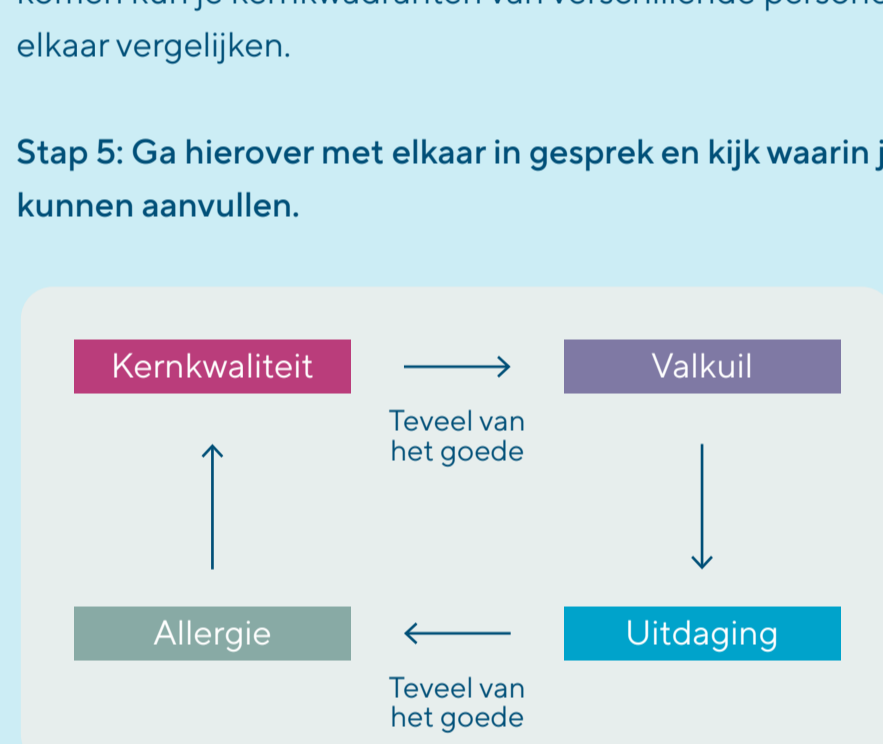 elkaar vergelijken.
Stap 5: Ga hierover met elkaar in gesprek en kijk waarin
kunnen aanvullen.
Kernkwaliteit
Valkuil
Teveel van
het goede
Allergie
Uitdaging
Teveel van
het goede